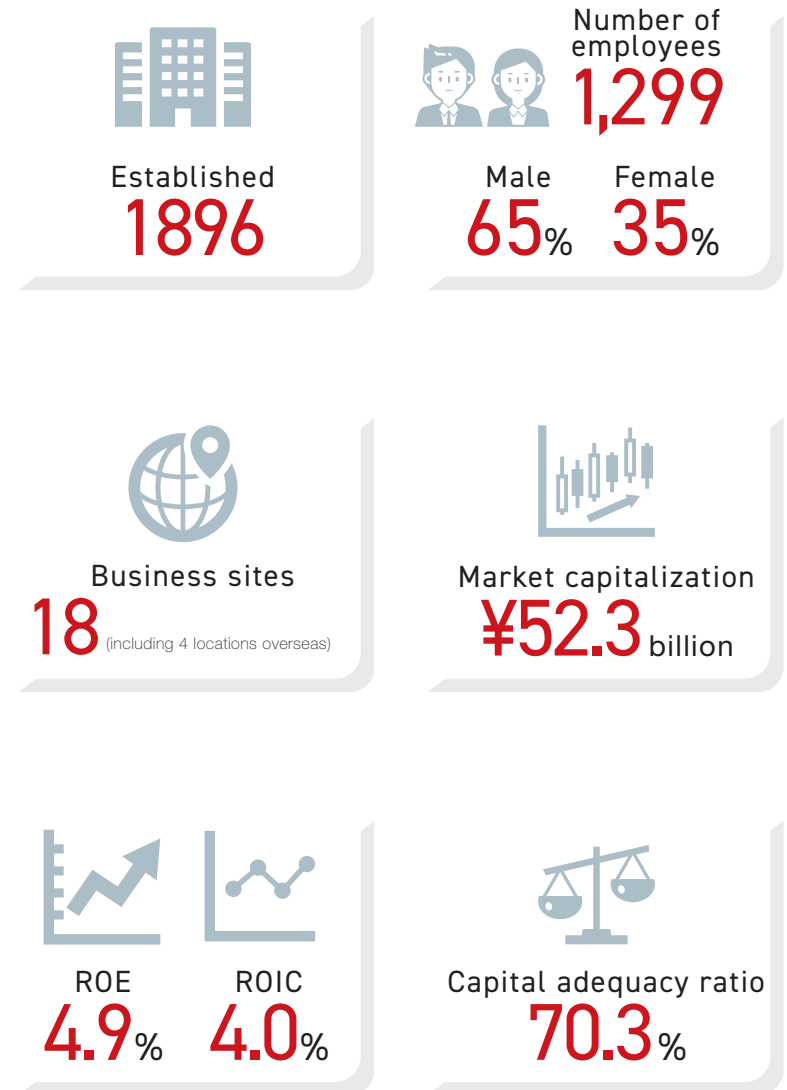 Established
1896
Number of
employees
1,299
Male Female
65% 35%
Business sites
18 (including 4 locations overseas)
Market capitalization
¥52.3 billion
ROE ROIC
4.9% 4.0%
Capital adequacy ratio
70.3%